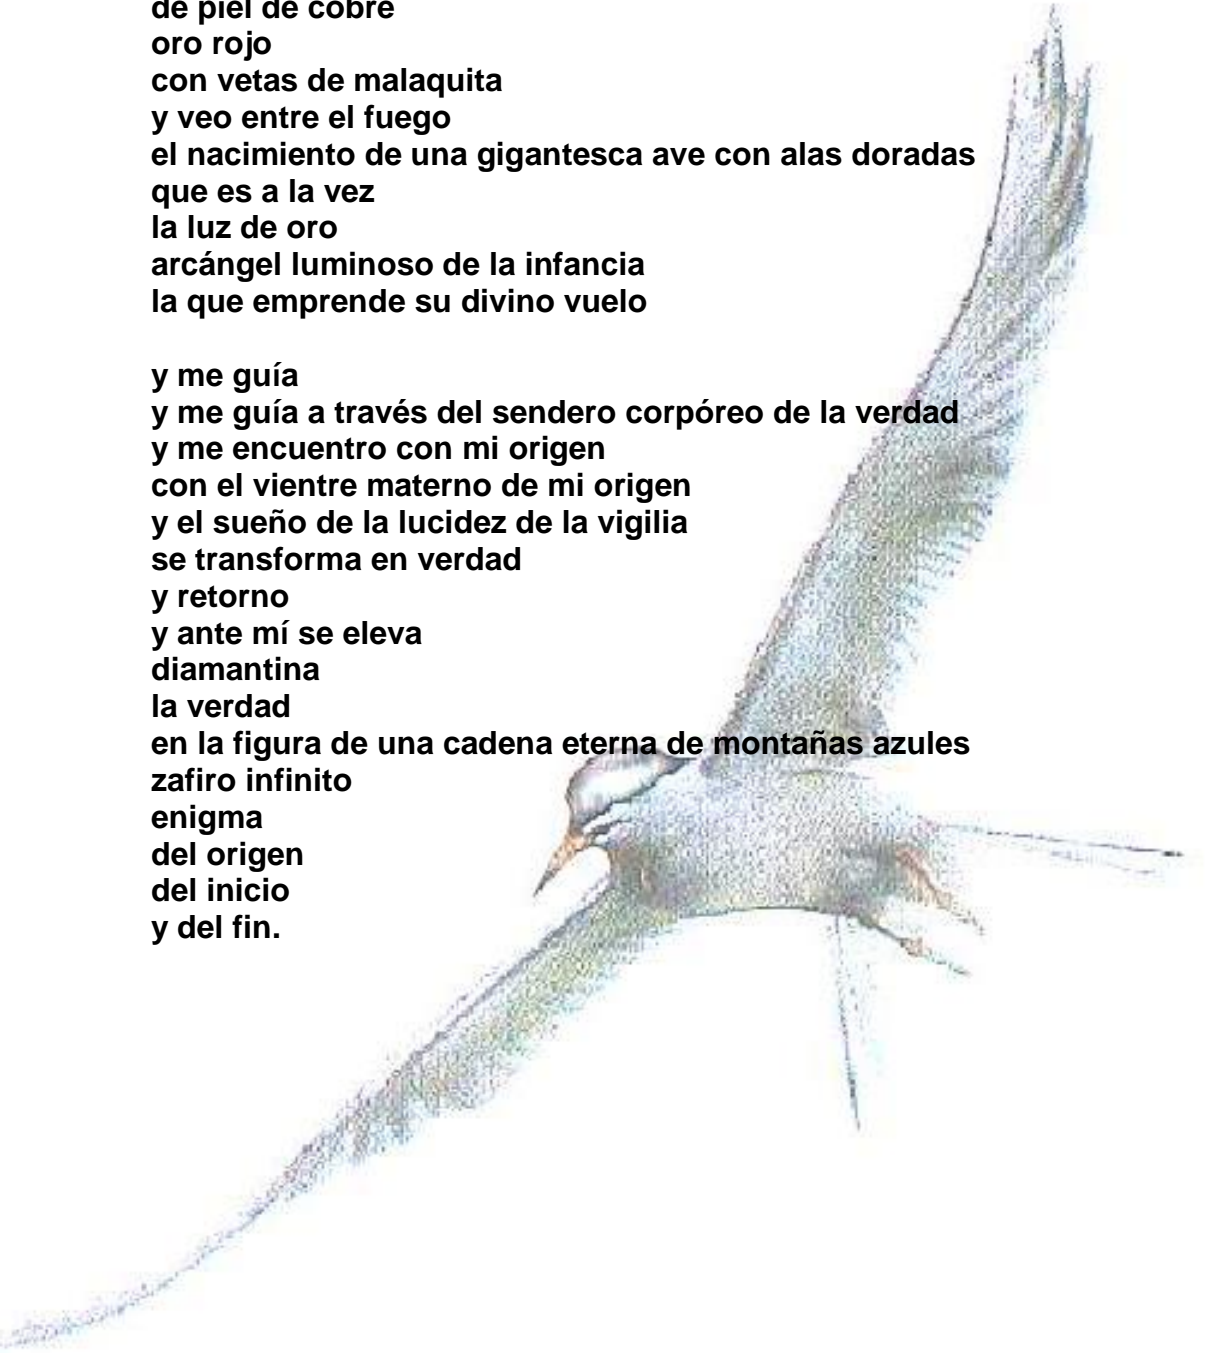 de piel de cobre
oro rojo
con vetas de malaquita
y veo entre el fuego
el nacimiento de una gigantesca ave con alas doradas
que es a la vez
la luz de oro
arcángel luminoso de la infancia
la que emprende su divino vuelo

y me guía
y me guía a través del sendero corpóreo de la verdad
y me encuentro con mi origen
con el vientre materno de mi origen
y el sueño de la lucidez de la vigilia
se transforma en verdad
y retorno
y ante mí se eleva
diamantina
la verdad
en la figura de una cadena eterna de montañas azules
zafiro infinito
enigma
del origen
del inicio
y del fin.